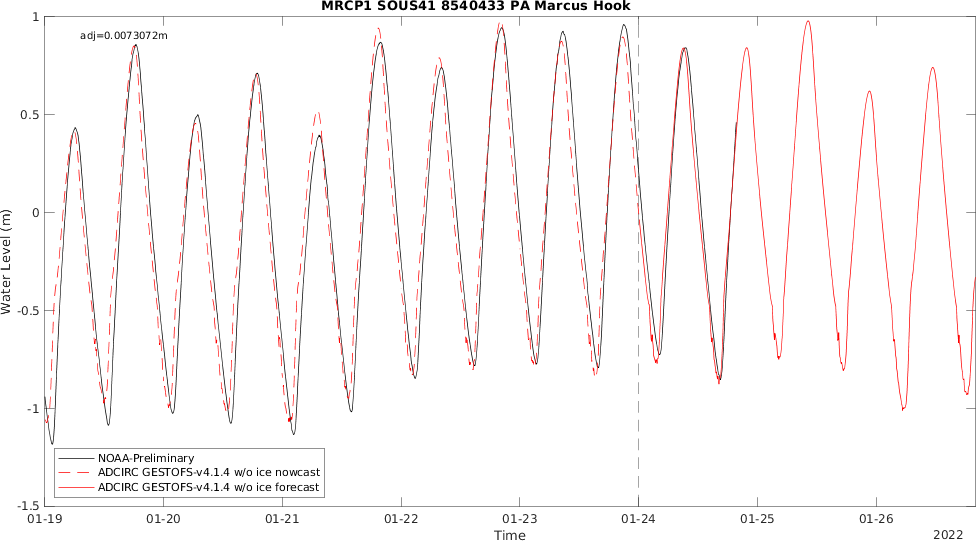 MRCP1 SOUS41 8540433 PA Marcus Hook
adj=0.0073072m
1
0.5
0
-0.5
-1
-1.5
Water Level (m)
NOAA-Preliminary
ADCIRC GESTOFS-v4.1.4 w/o ice nowcast
ADCIRC GESTOFS-v4.1.4 w/o ice forecast
01-19 01-20 01-21 01-22 01-23 01-24 01-25 01-26
Time
2022